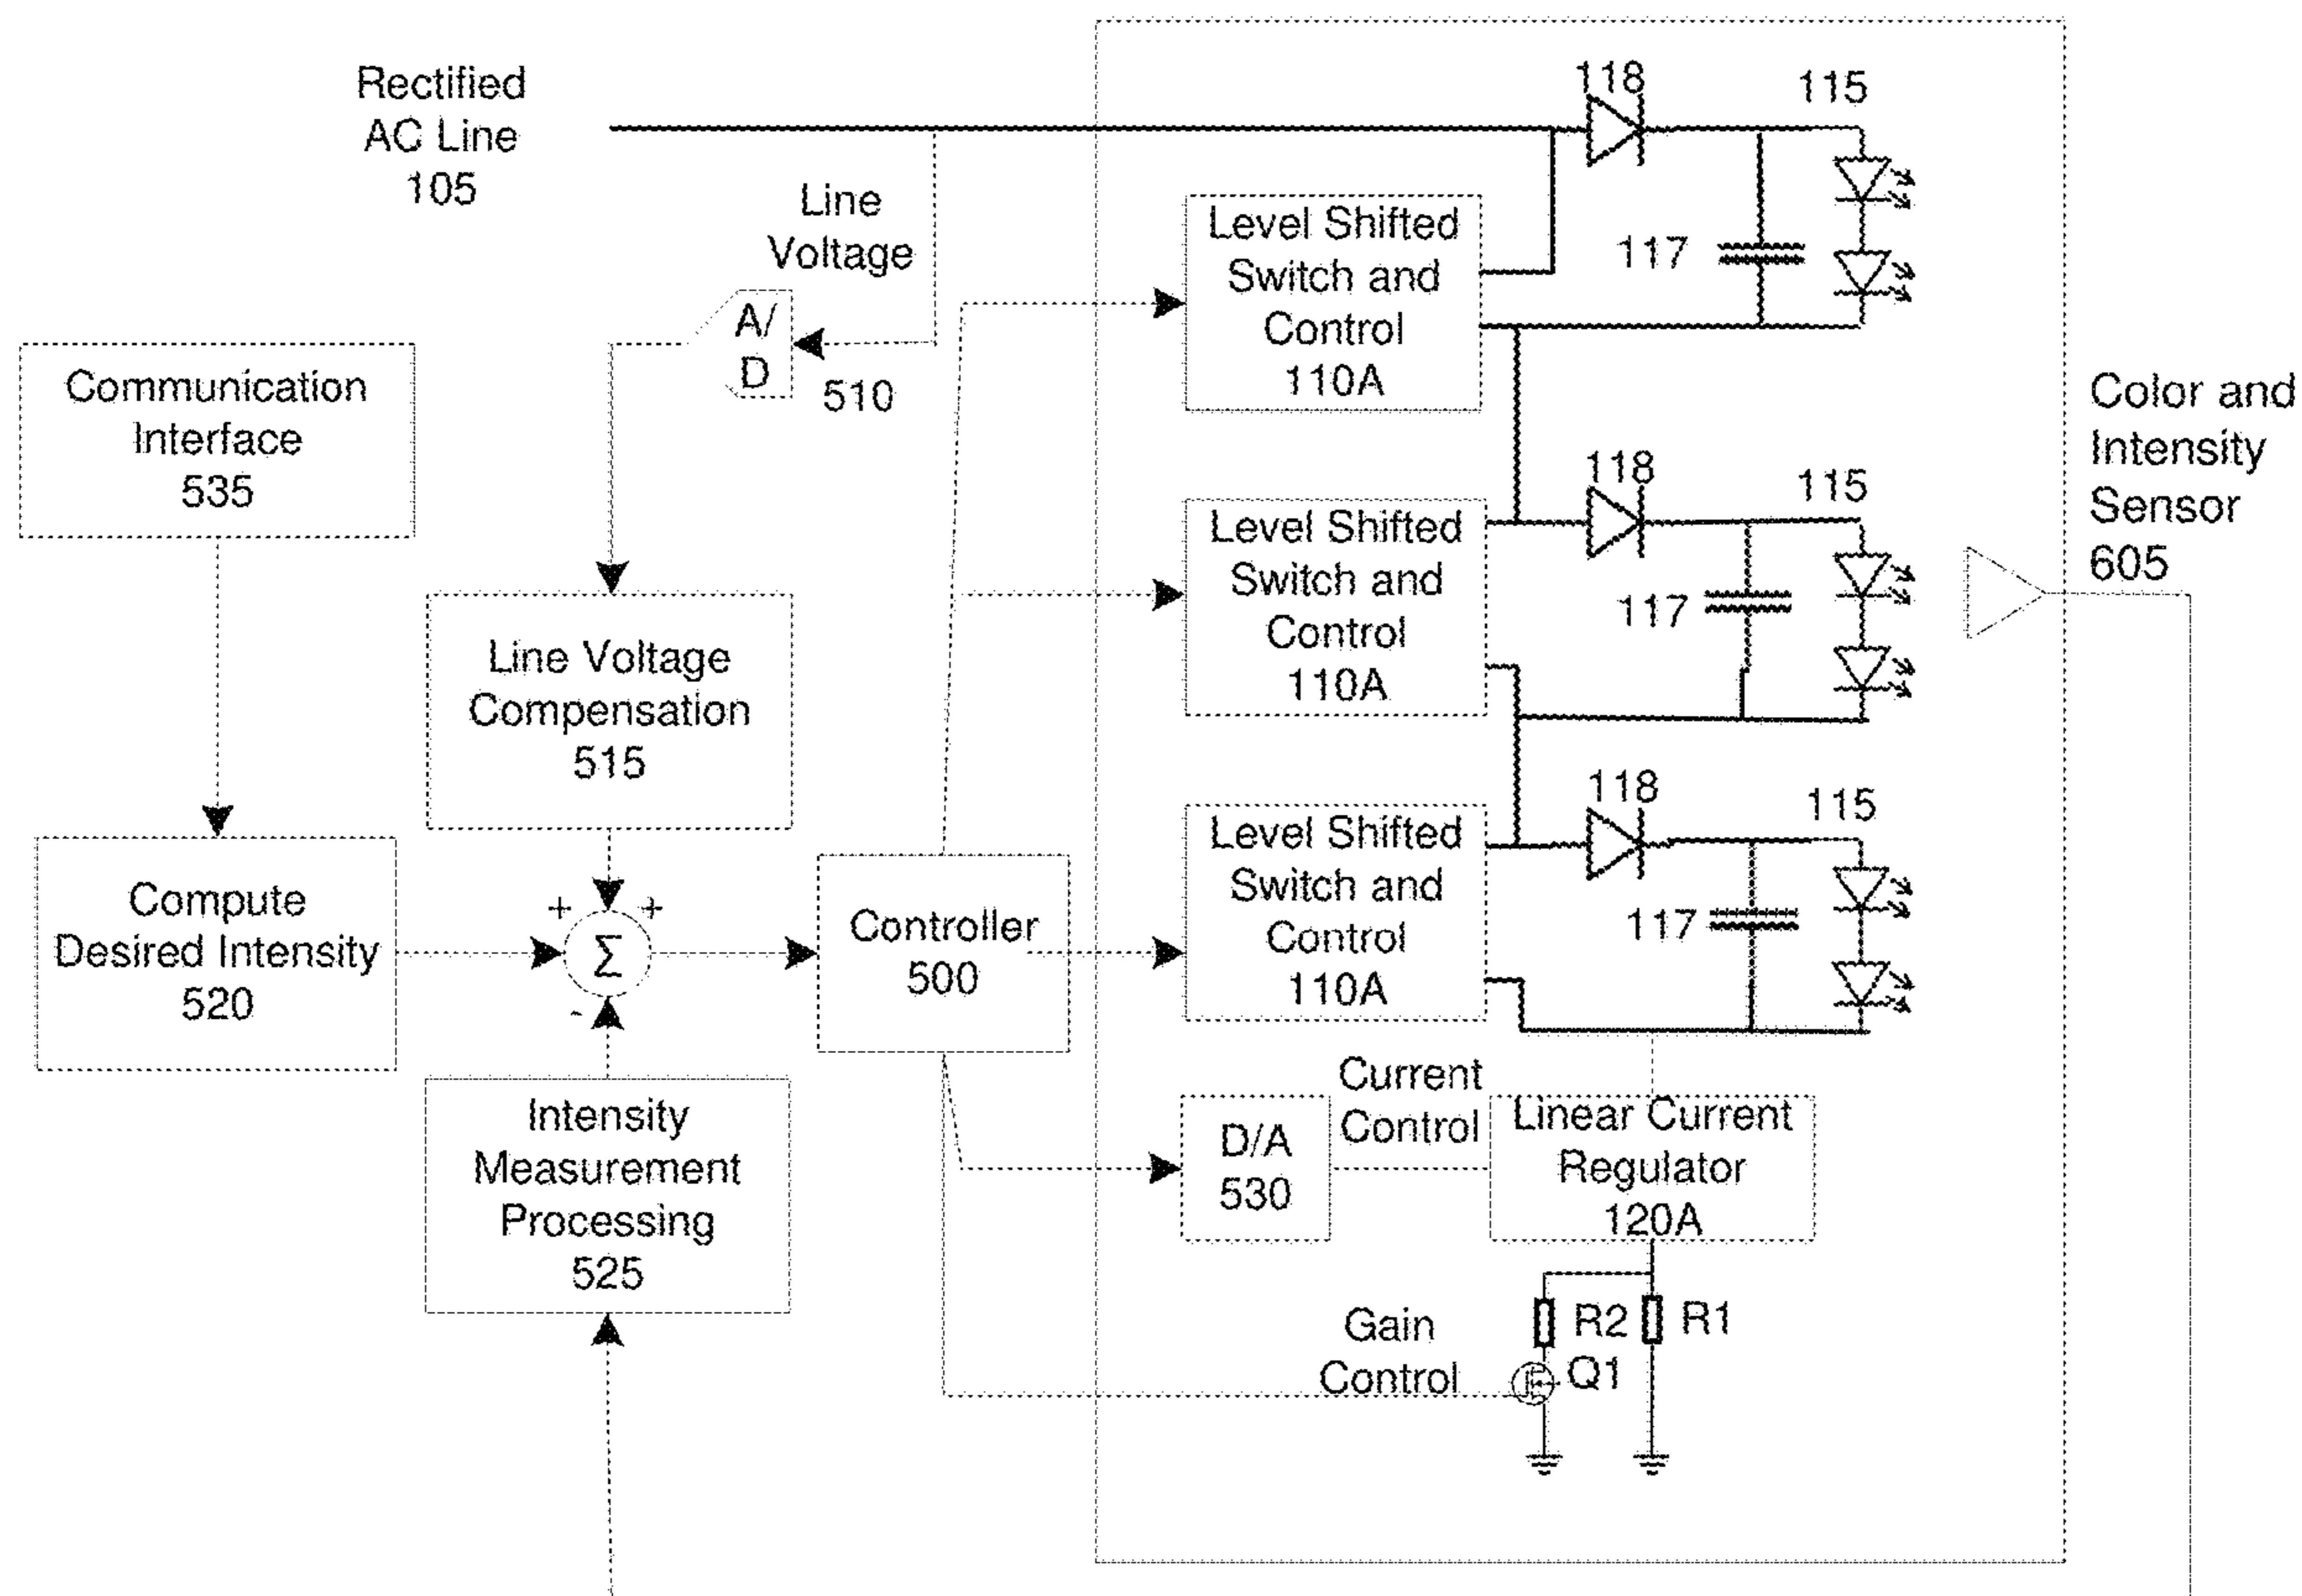 Rectified
AC Line
105
Line
Voltage
A/
D
510
Communication
Interface
535
Line Voltage
Compensation
515
Compute
Desired Intensity
520
+
+
Σ
-
Intensity
Measurement
Processing
525
Controller
500
118
115
Level Shifted
Switch and
Control
110A
117
118
115
Level Shifted
Switch and
Control
110A
117
118
115
Level Shifted
Switch and
Control
110A
117
Color and
Intensity
Sensor
605
D/A
530
Current
Control
Linear Current
Regulator
120A
Gain
Control
R2
R1
Q1